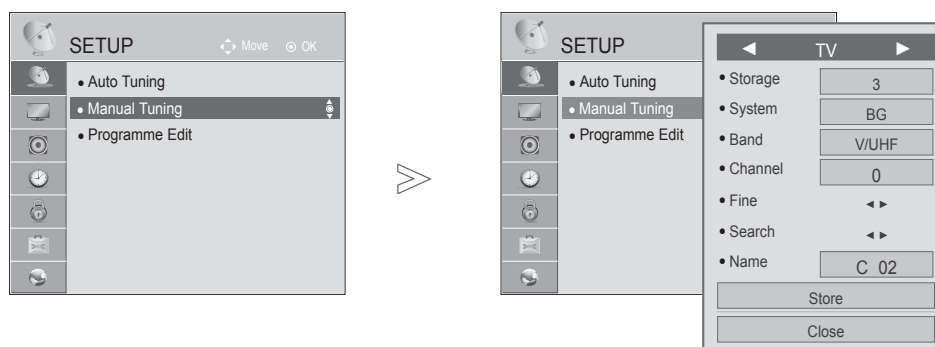 SETUP
Move OK
• Auto Tuning
• Manual Tuning
• Programme Edit
SETUP
• Auto Tuning
• Manual Tuning
• Programme Edit
◄ TV ►
• Storage 3
• System BG
• Band V/UHF
• Channel 0
• Fine ◄ ►
• Search ◄ ►
• Name C 02
Store
Close